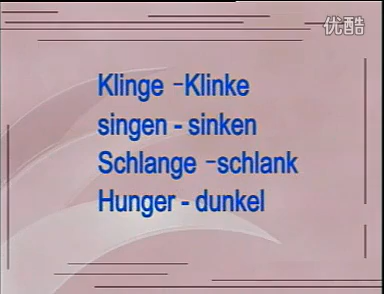 优酷
Klinge -Klinke
singen - sinken
Schlange -schlank
Hunger - dunkel